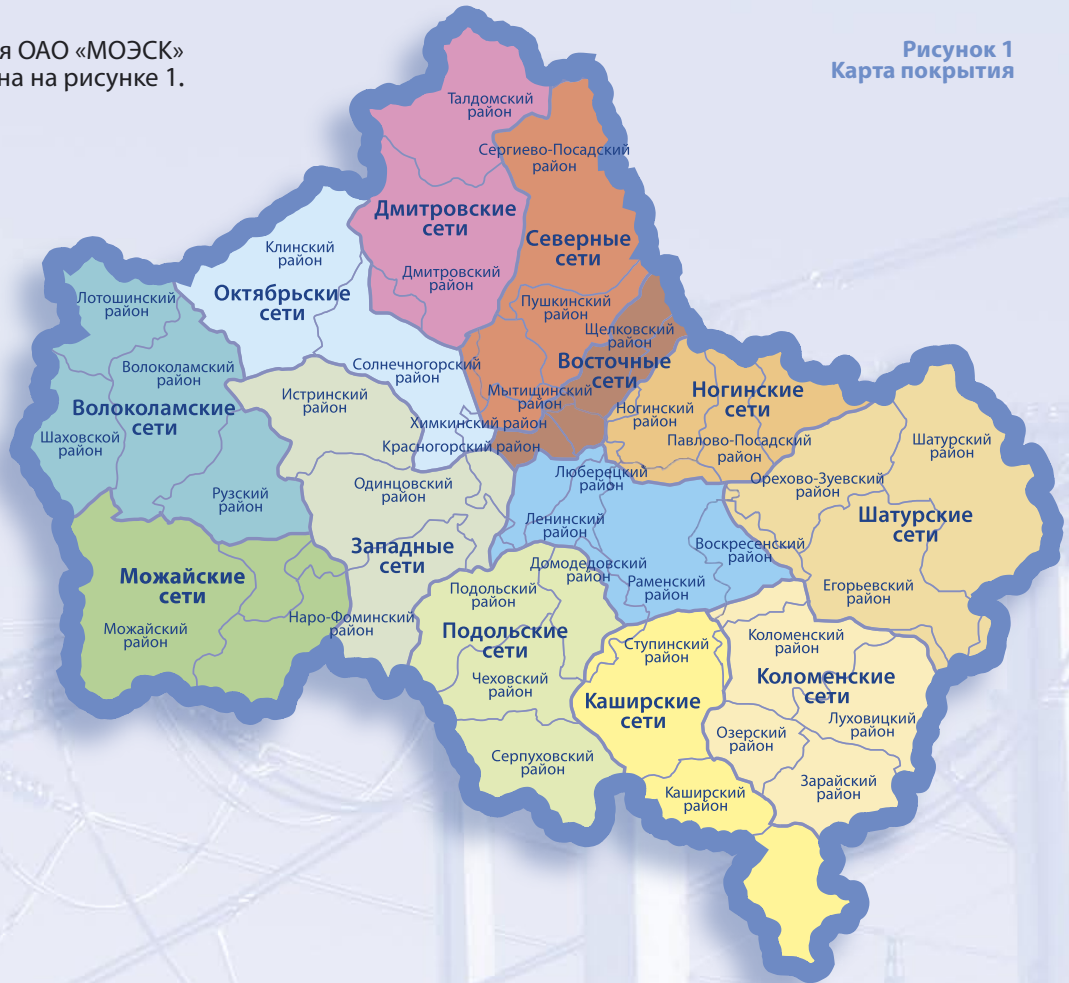 я ОАО «МОЭСК»
на на рисунке 1.
Рисунок 1
Карта покрытия
Талдомский
район
Сергиево-Посадский
район
Дмитровские
сети
Северные
сети
Клинский
район
Дмитровский
район
Октябрьские
сети
Лотошинский
район
Пушкинский
район
Щелковский
район
Восточные
сети
Солнечногорский
район
Волоколамский
район
Волоколамские
сети
Истринский
район
Мытищинский
район
Ногинские
сети
Ногинский
район
Химкинский район
Красногорский район
Павлово-Посадский
район
Шаховской
район
Шатурский
район
Люберецкий
район
Орехово-Зуевский
район
Одинцовский
район
Рузский
район
Ленинский
район
Шатурские
сети
Западные
сети
Воскресенский
район
Домодедовский
район
Можайские
сети
Раменский
район
Егорьевский
район
Подольский
район
Наро-Фоминский
район
Можайский
район
Подольские
сети
Ступинский
район
Коломенский
район
Чеховский
район
Коломенские
сети
Каширские
сети
Луховицкий
район
Озерский
район
Серпуховский
район
Зарайский
район
Каширский
район